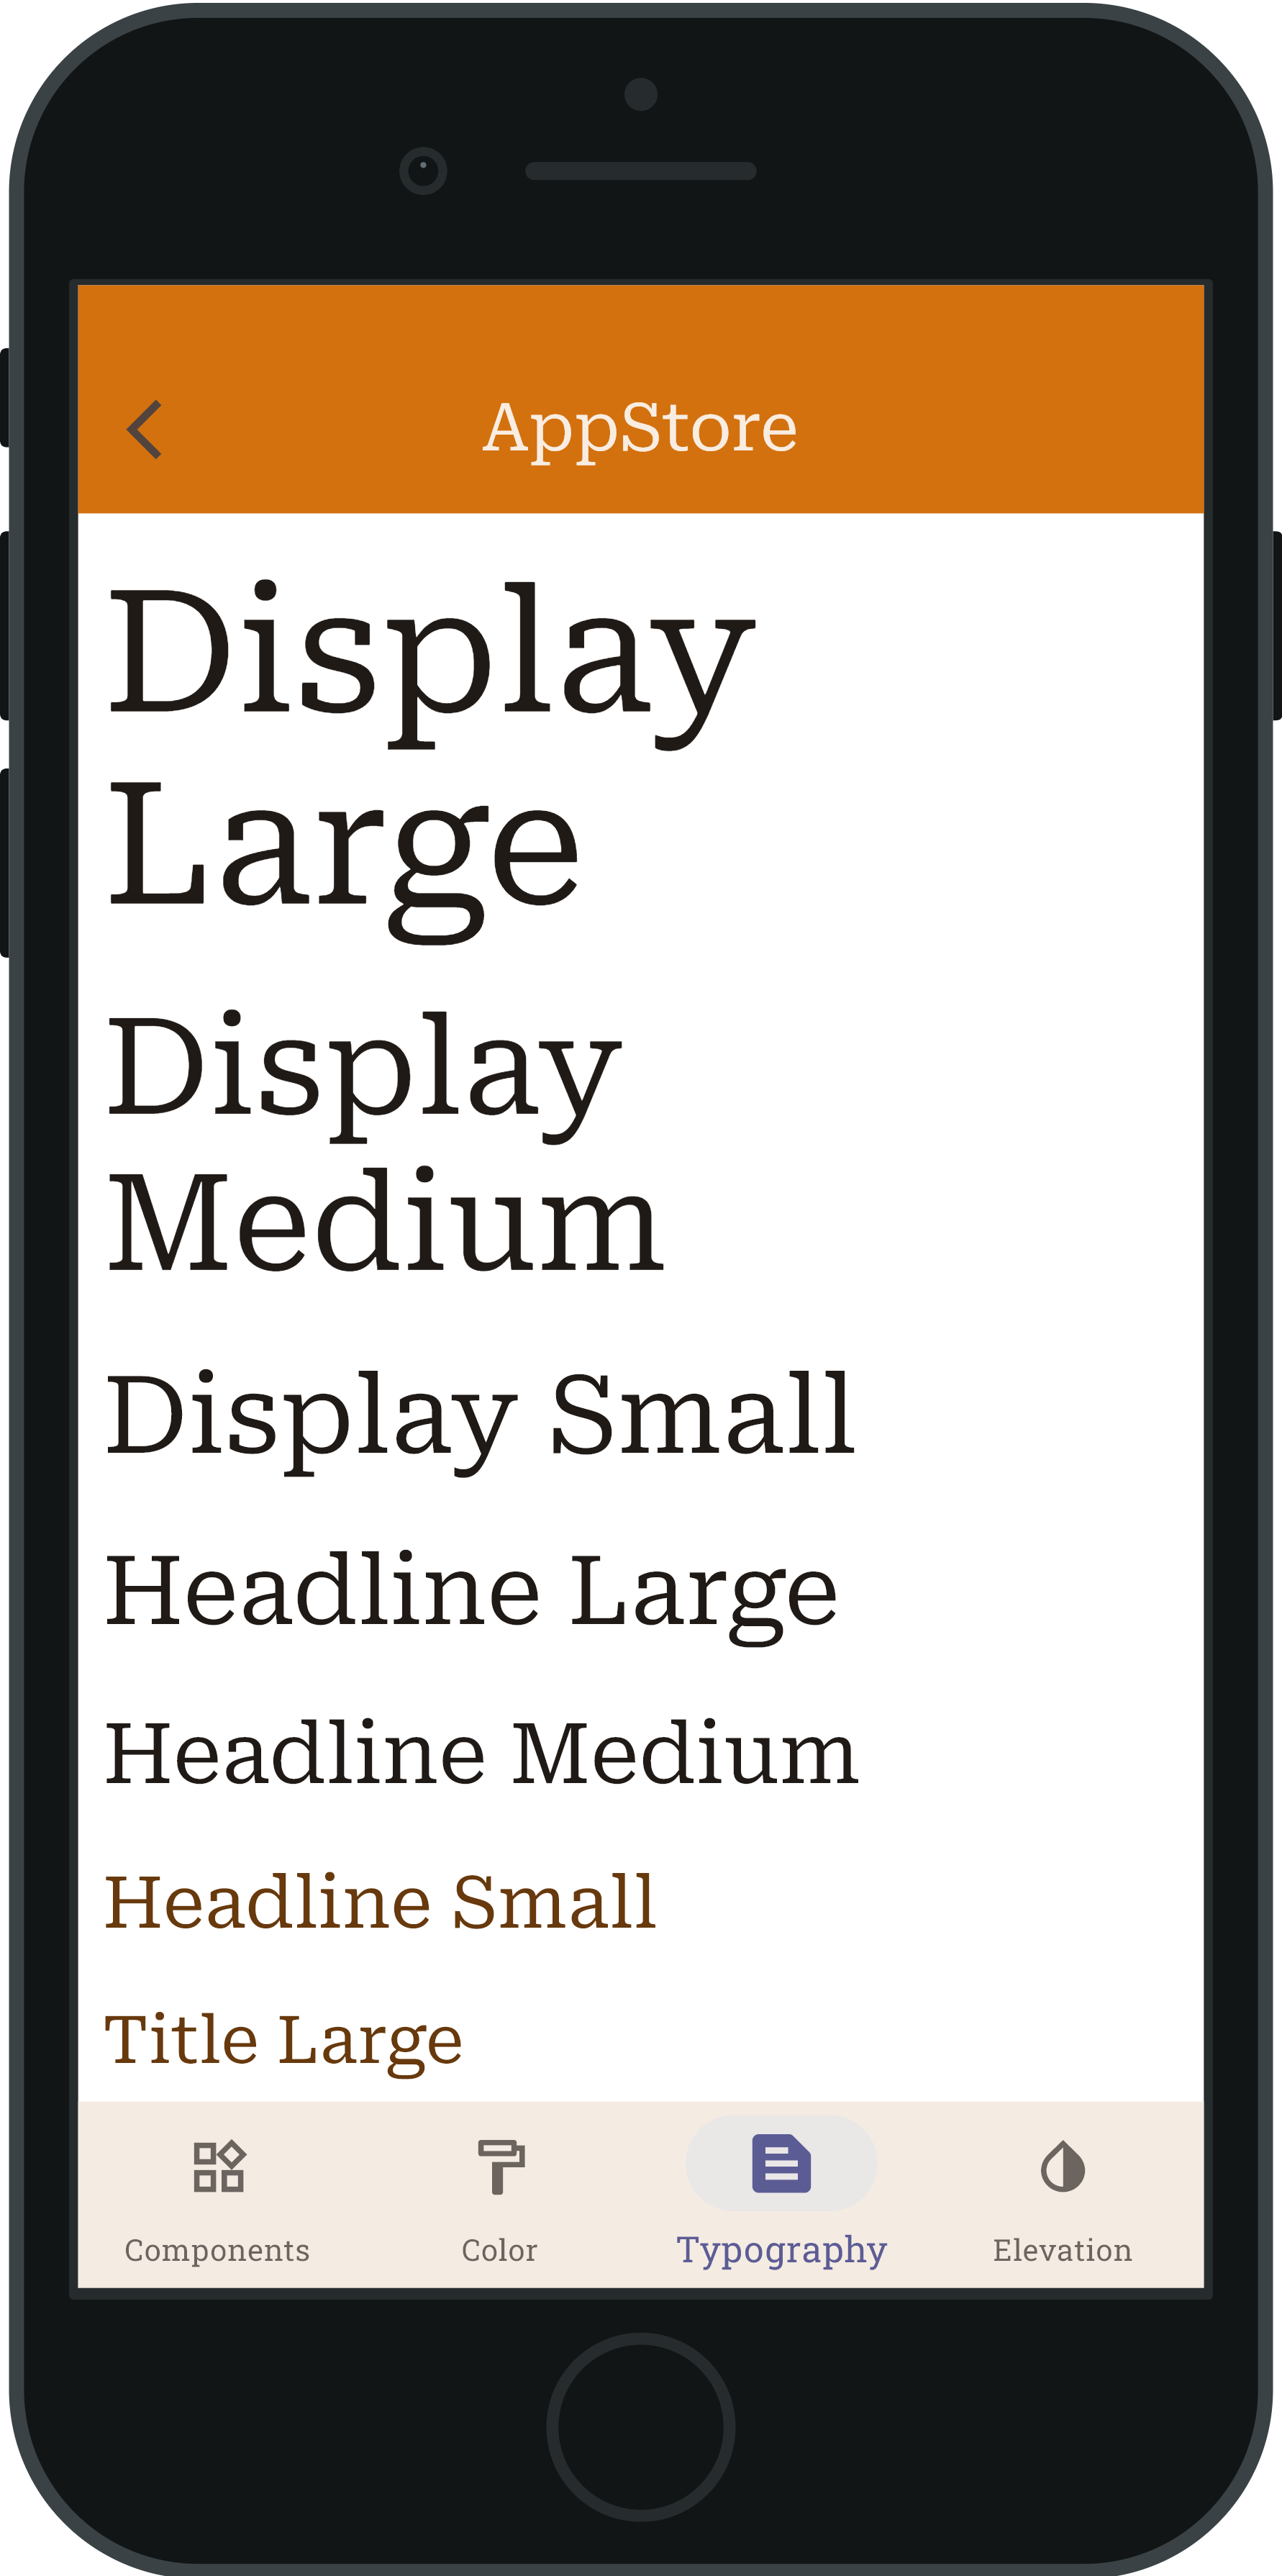 AppStore
Display
Large
Display
Medium
Display Small
Headline Large
Headline Medium
Headline Small
Title Large
Components
Color
Typography
Elevation